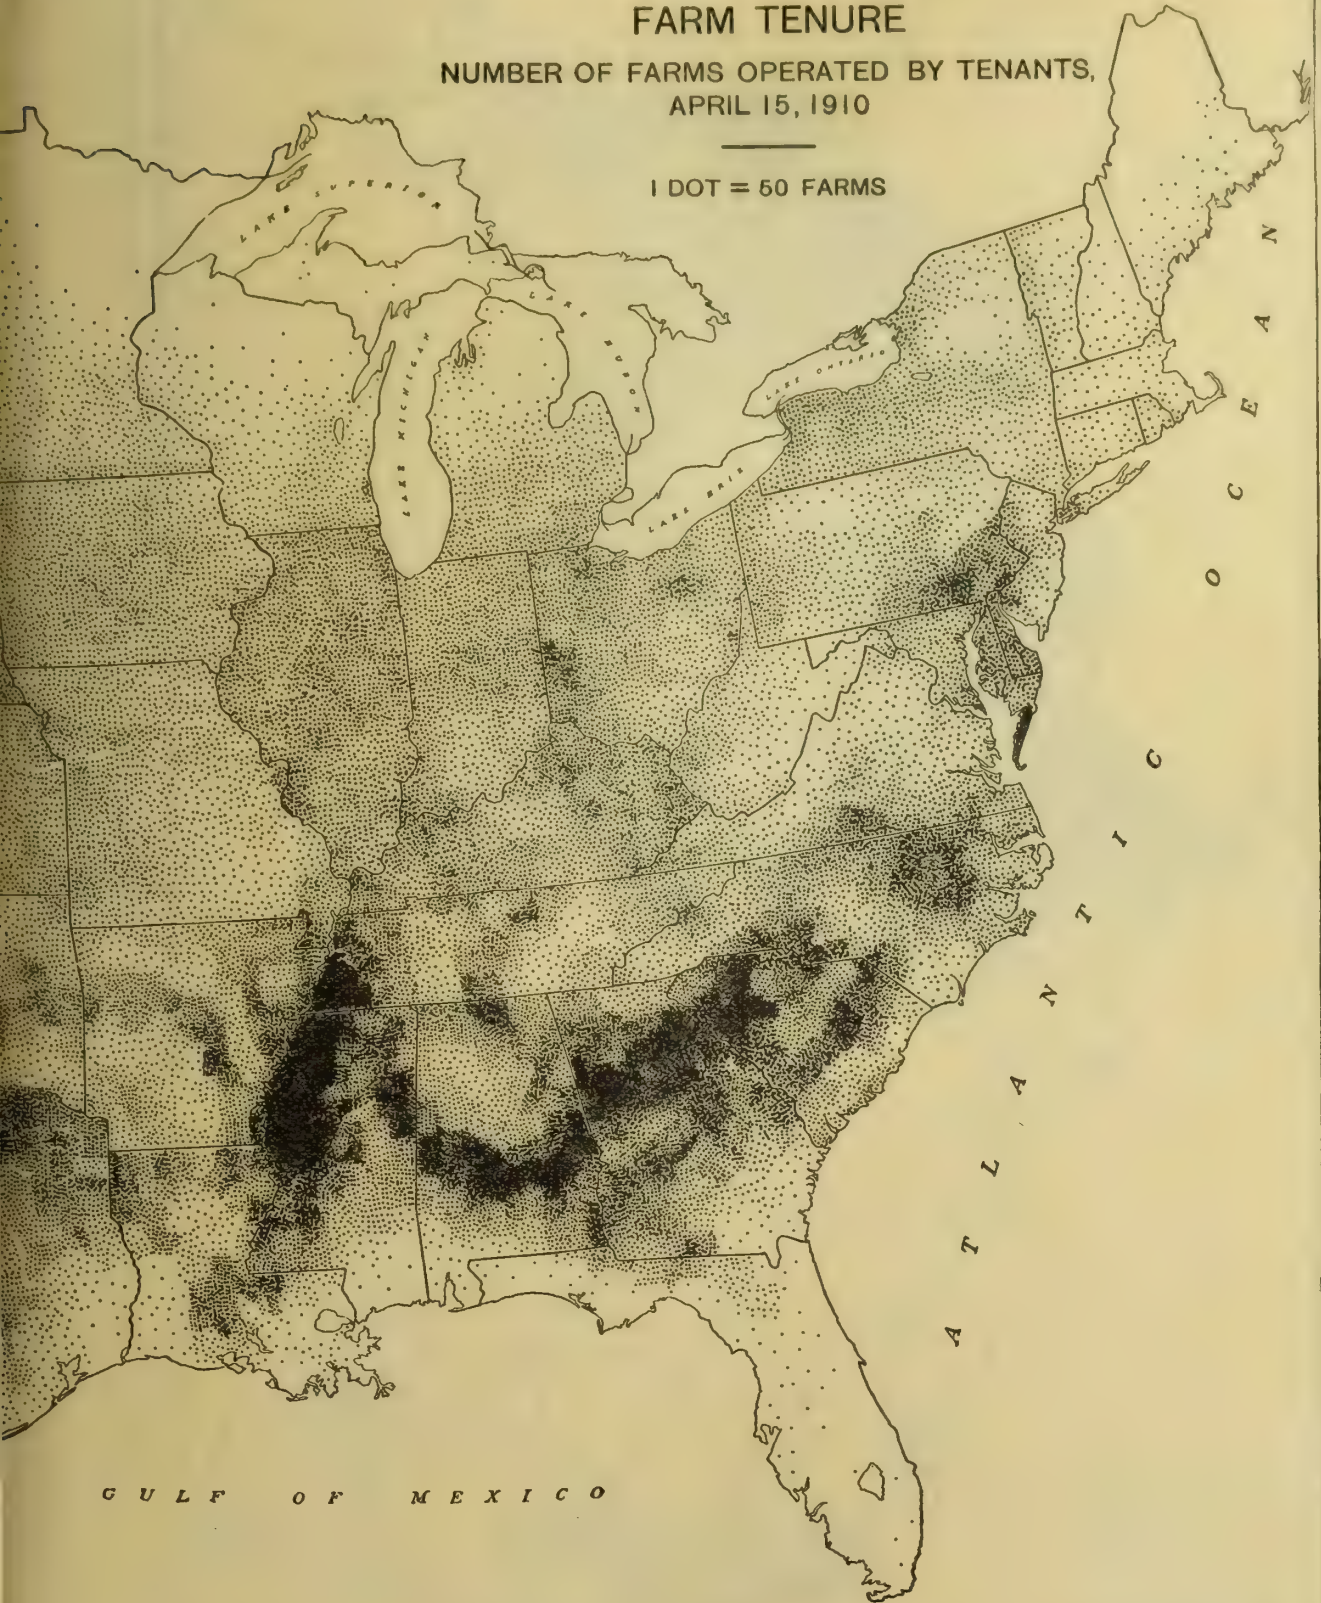 FARM TENURE
NUMBER OF FARMS OPERATED BY TENANTS,
APRIL 15, 1910
1 DOT = 50 FARMS
LAKE SUPERIOR
LAKE MICHIGAN
LAKE HURON
LAKE ONTARIO
LAKE ERIE
ATLANTIC OCEAN
GULF OF MEXICO